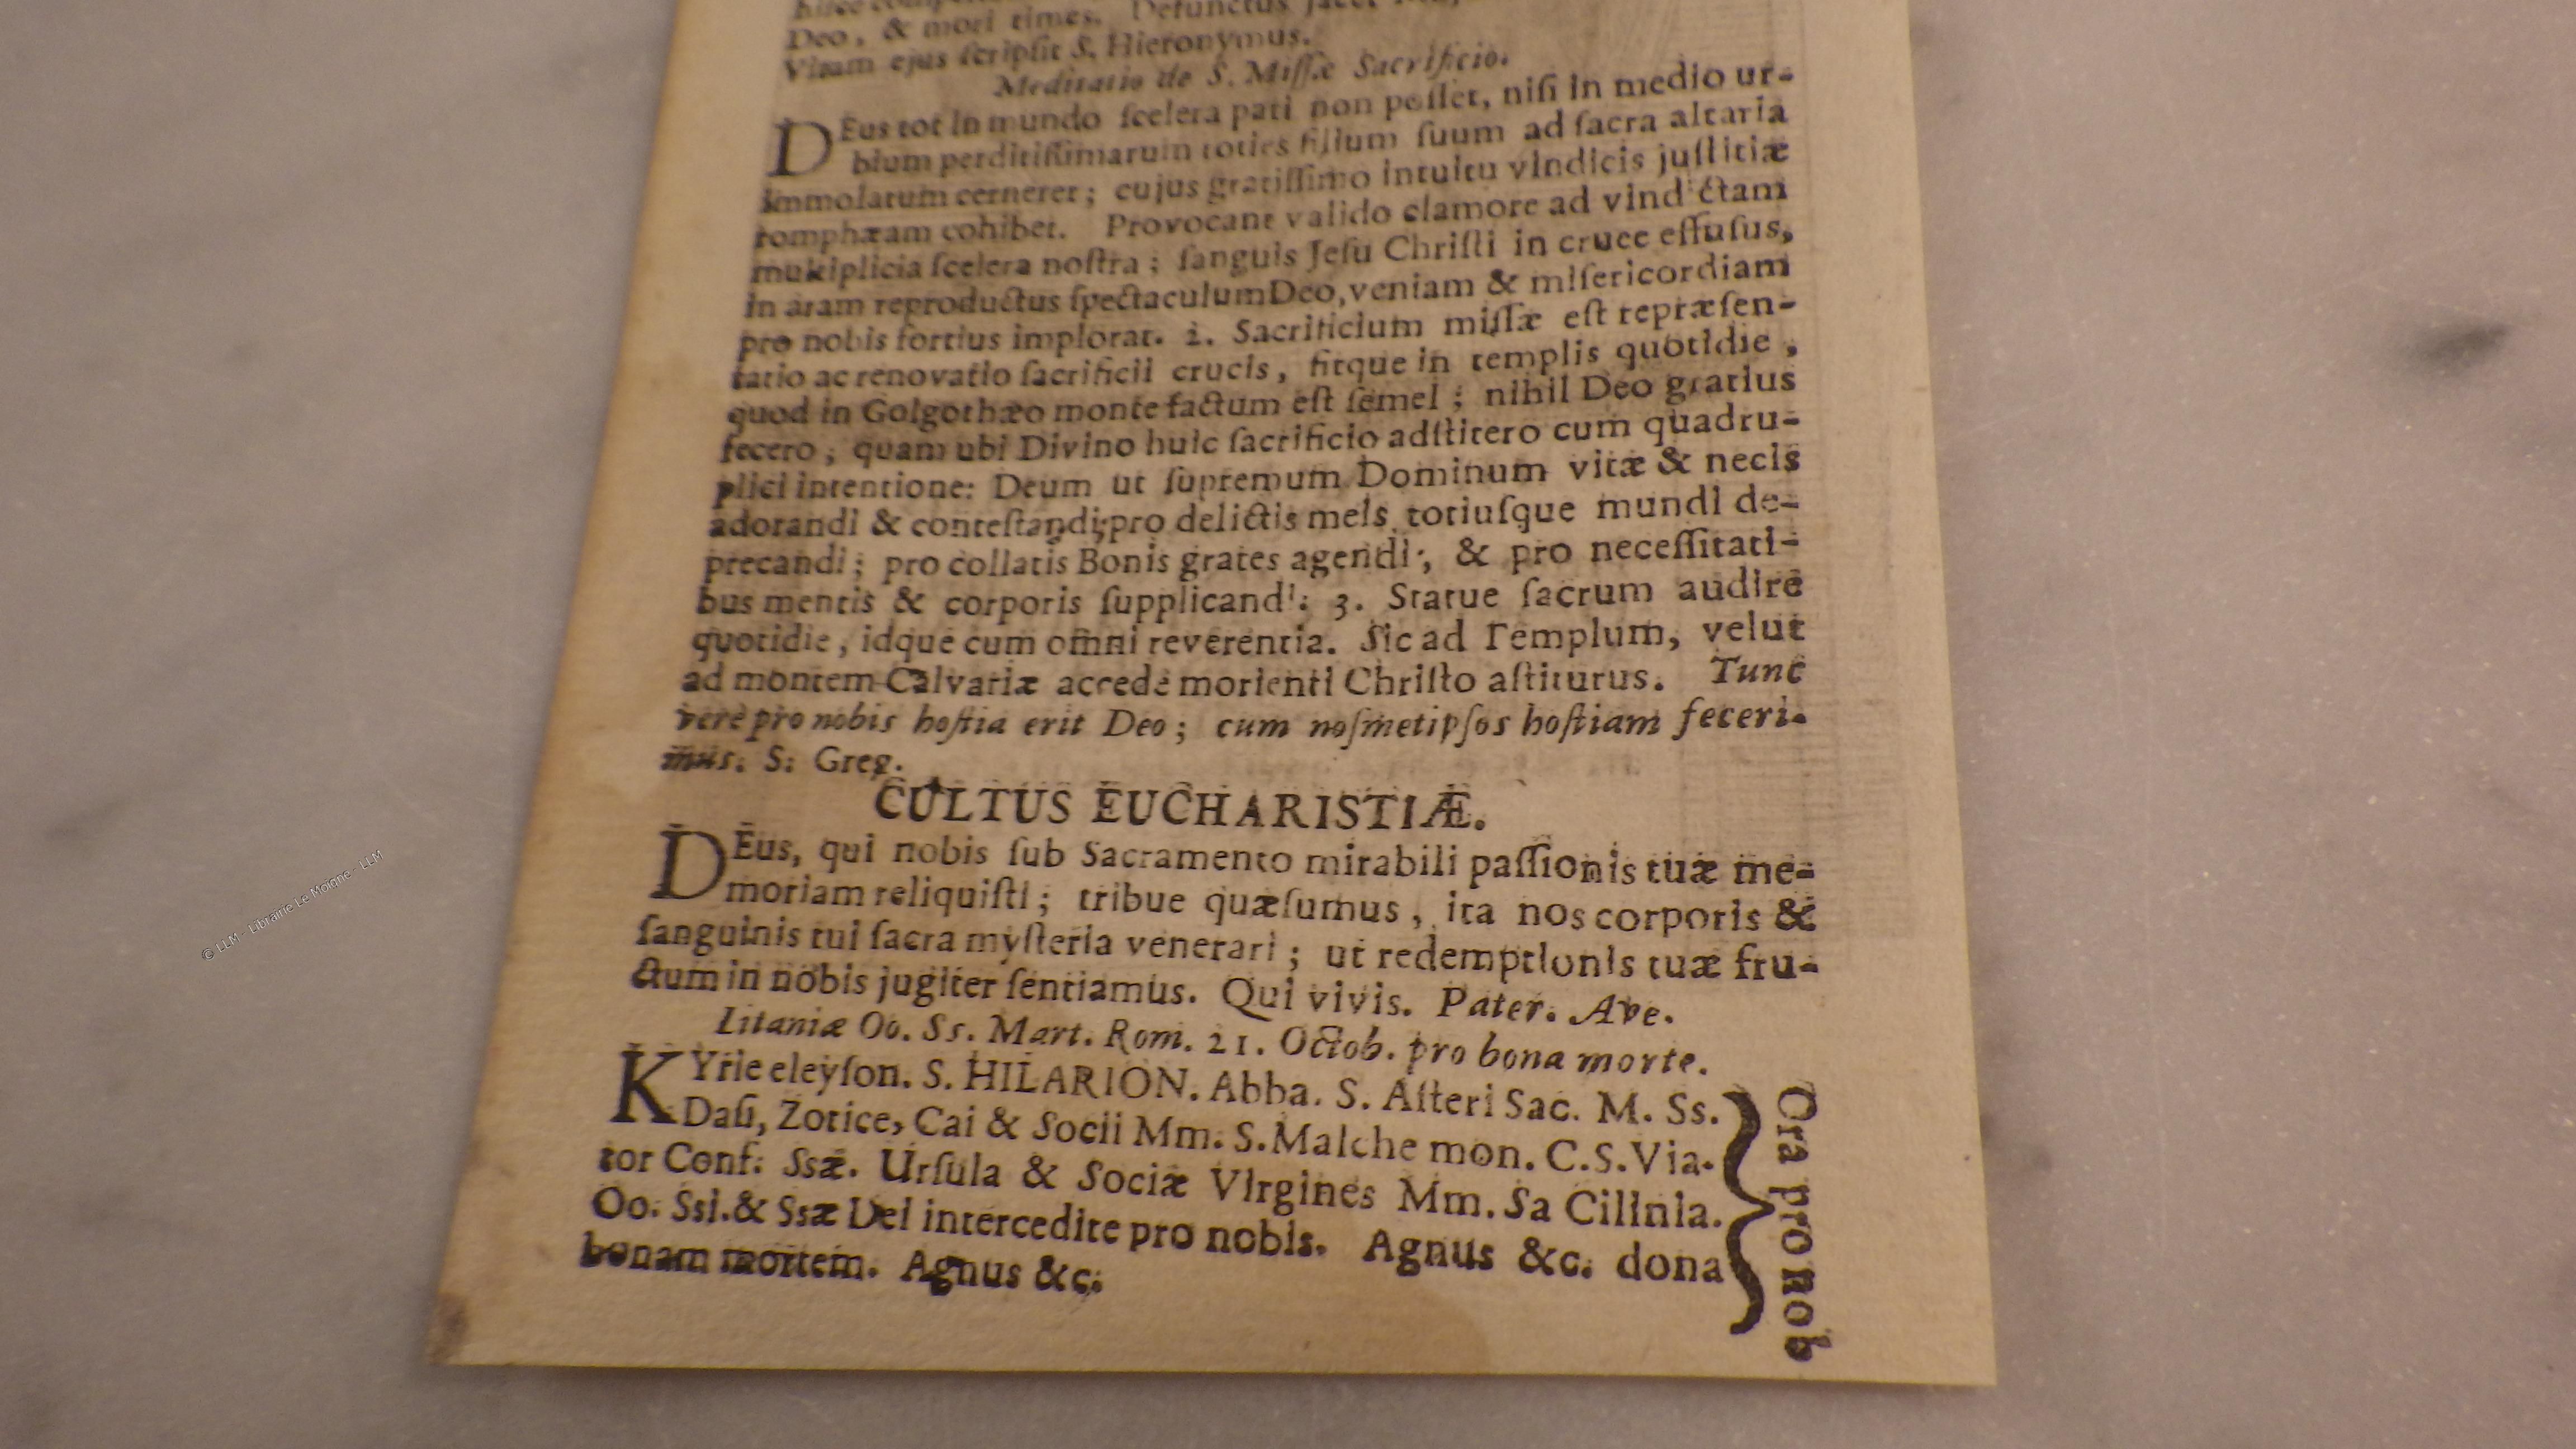 Deo, & mori times. Defunctus jacet
Vitam ejus ſcripſit S. Hieronymus.
Meditatio de S. Miſſæ Sacrificio.
DEus tot in mundo ſcelera pati non poſſet, niſi in medio ur-
bium perditiſſimarum toties filium ſuum ad ſacra altaria
immolatum cerneret; cujus gratiſſimo intuitu vindicis juſtitiæ
romphæam cohibet. Provocant valido clamore ad vindictam
multiplicia ſcelera noſtra; ſanguis Jeſu Chriſti in cruce effuſus,
in aram reproductus ſpectaculum Deo, veniam & miſericordiam
pro nobis fortius implorat. 2. Sacrificium miſſæ eſt repræſen-
tatio ac renovatio ſacrificii crucis, fitque in templis quotidie,
quod in Golgothæo monte factum eſt ſemel; nihil Deo gratius
fecero, quam ubi Divino huic ſacrificio adſtitero cum quadru-
plici intentione: Deum ut ſupremum Dominum vitæ & necis
adorandi & conteſtandi; pro delictis meis totiuſque mundi de-
precandi; pro collatis Bonis grates agendi; & pro neceſſitati-
bus mentis & corporis ſupplicandi: 3. Statue ſacrum audire
quotidie, idque cum omni reverentia. Sic ad Templum, velut
ad montem Calvariæ accede morienti Chriſto aſtiturus. Tunc
verè pro nobis hoſtia erit Deo; cum noſmetipſos hoſtiam feceri-
mus. S. Greg.
CULTUS EUCHARISTIÆ.
DEus, qui nobis ſub Sacramento mirabili paſſionis tuæ me-
moriam reliquiſti; tribue quæſumus, ita nos corporis &
ſanguinis tui ſacra myſteria venerari; ut redemptionis tuæ fru-
ctum in nobis jugiter ſentiamus. Qui vivis. Pater. Ave.
Litaniæ Oo. Ss. Mart. Rom. 21. Octob. pro bona morte.
KYrie eleyſon. S. HILARION. Abba. S. Aſteri Sac. M. Ss.
Daſi, Zotice, Cai & Socii Mm. S. Malche mon. C. S. Via-
tor Conf. Ssæ. Urſula & Sociæ Virgines Mm. Sa Cilinia.
Oo. Ssi. & Ssæ Dei intercedite pro nobis. Agnus &c. dona
bonam mortem. Agnus &c.
Ora pro nob
© LLM - Librairie Le Moigne - LLM